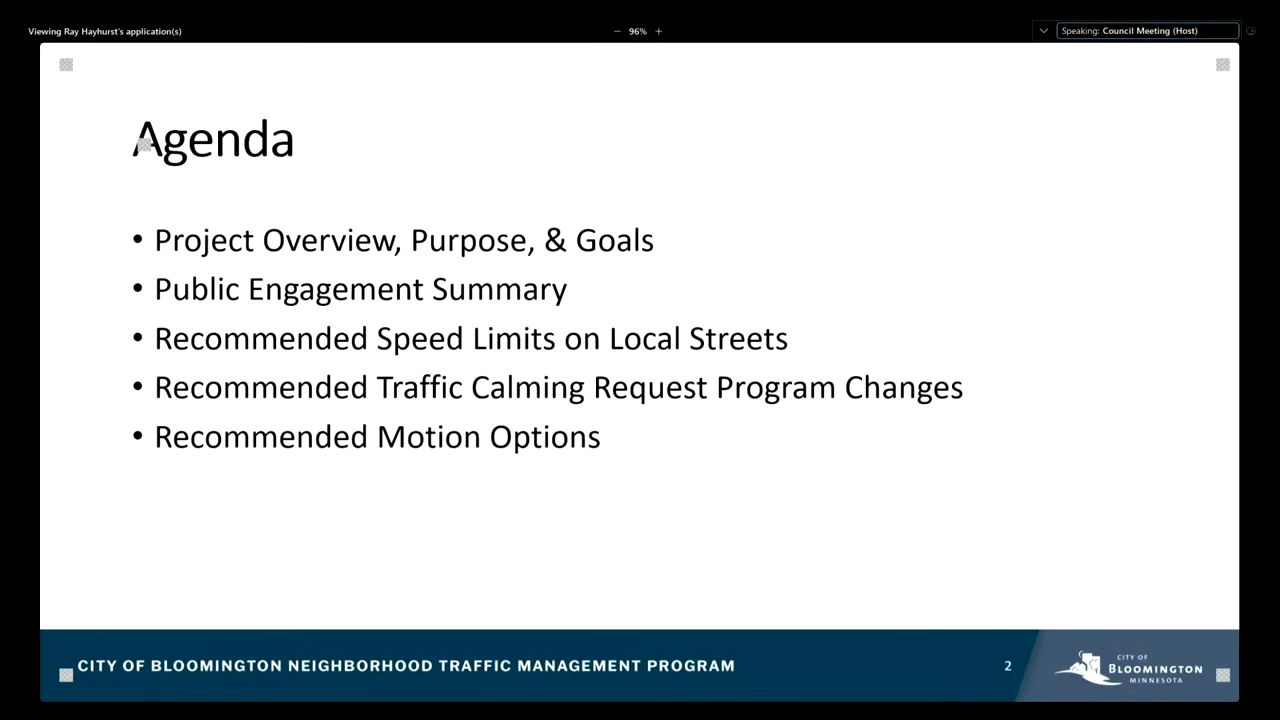 Viewing Ray Hayhurst's application(s)
− 96% +
Speaking: Council Meeting (Host)
Agenda
• Project Overview, Purpose, & Goals
• Public Engagement Summary
• Recommended Speed Limits on Local Streets
• Recommended Traffic Calming Request Program Changes
• Recommended Motion Options
CITY OF BLOOMINGTON NEIGHBORHOOD TRAFFIC MANAGEMENT PROGRAM
2
CITY OF
BLOOMINGTON
MINNESOTA